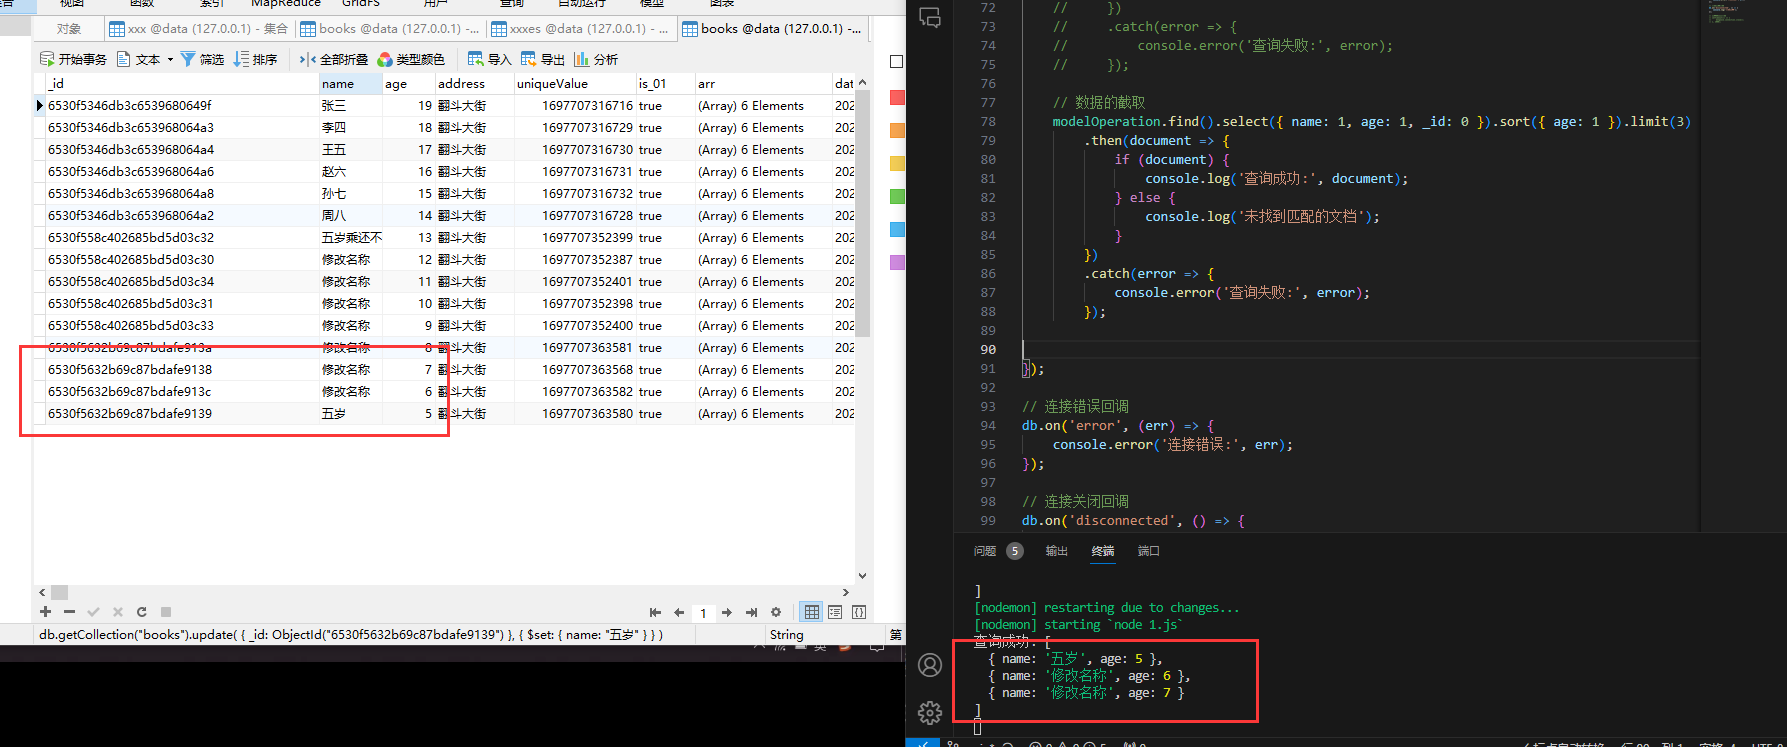 视图 函数 索引 MapReduce GridFS 用户 查询 自动运行 模型 图表
对象 xxx @data (127.0.0.1) - 集合 books @data (127.0.0.1) -... xxxes @data (127.0.0.1) - ... books @data (127.0.0.1) -...
开始事务 文本 筛选 排序 全部折叠 类型颜色 导入 导出 分析
_id name age address uniqueValue is_01 arr dat
6530f5346db3c6539680649f 张三 19 翻斗大街 1697707316716 true (Array) 6 Elements 202
6530f5346db3c653968064a3 李四 18 翻斗大街 1697707316729 true (Array) 6 Elements 202
6530f5346db3c653968064a4 王五 17 翻斗大街 1697707316730 true (Array) 6 Elements 202
6530f5346db3c653968064a6 赵六 16 翻斗大街 1697707316731 true (Array) 6 Elements 202
6530f5346db3c653968064a8 孙七 15 翻斗大街 1697707316732 true (Array) 6 Elements 202
6530f5346db3c653968064a2 周八 14 翻斗大街 1697707316728 true (Array) 6 Elements 202
6530f558c402685bd5d03c32 五岁乘还不 13 翻斗大街 1697707352399 true (Array) 6 Elements 202
6530f558c402685bd5d03c30 修改名称 12 翻斗大街 1697707352387 true (Array) 6 Elements 202
6530f558c402685bd5d03c34 修改名称 11 翻斗大街 1697707352401 true (Array) 6 Elements 202
6530f558c402685bd5d03c31 修改名称 10 翻斗大街 1697707352398 true (Array) 6 Elements 202
6530f558c402685bd5d03c33 修改名称 9 翻斗大街 1697707352400 true (Array) 6 Elements 202
6530f5632b69c87bdafe913a 修改名称 8 翻斗大街 1697707363581 true (Array) 6 Elements 202
6530f5632b69c87bdafe9138 修改名称 7 翻斗大街 1697707363568 true (Array) 6 Elements 202
6530f5632b69c87bdafe913c 修改名称 6 翻斗大街 1697707363582 true (Array) 6 Elements 202
6530f5632b69c87bdafe9139 五岁 5 翻斗大街 1697707363580 true (Array) 6 Elements 202
1
db.getCollection("books").update( { _id: ObjectId("6530f5632b69c87bdafe9139") }, { $set: { name: "五岁" } } ) String 第
72 // })
73 // .catch(error => {
74 // console.error('查询失败:', error);
75 // });
76
77 // 数据的截取
78 modelOperation.find().select({ name: 1, age: 1, _id: 0 }).sort({ age: 1 }).limit(3)
79 .then(document => {
80 if (document) {
81 console.log('查询成功:', document);
82 } else {
83 console.log('未找到匹配的文档');
84 }
85 })
86 .catch(error => {
87 console.error('查询失败:', error);
88 });
89
90
91 });
92
93 // 连接错误回调
94 db.on('error', (err) => {
95 console.error('连接错误:', err);
96 });
97
98 // 连接关闭回调
99 db.on('disconnected', () => {
问题 5 输出 终端 端口
]
[nodemon] restarting due to changes...
[nodemon] starting `node 1.js`
查询成功: [
{ name: '五岁', age: 5 },
{ name: '修改名称', age: 6 },
{ name: '修改名称', age: 7 }
]